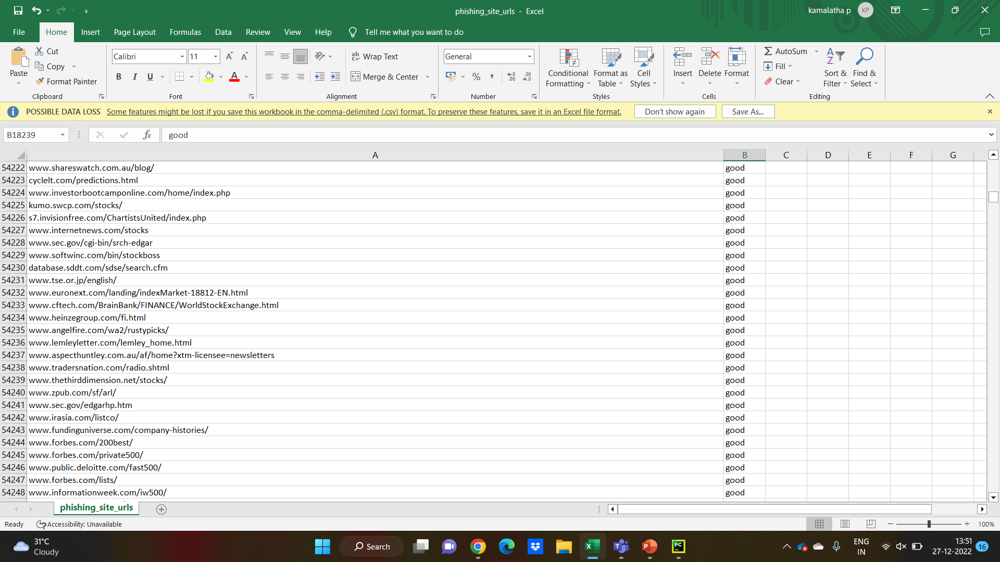 phishing_site_urls - Excel
kamalatha p KP
File Home Insert Page Layout Formulas Data Review View Help Tell me what you want to do
Paste Cut Copy Format Painter Clipboard
Calibri 11 B I U A Font
Wrap Text Merge & Center Alignment
General % , Number
Conditional Formatting Format as Table Cell Styles Styles
Insert Delete Format Cells
AutoSum Fill Clear Sort & Filter Find & Select Editing
POSSIBLE DATA LOSS Some features might be lost if you save this workbook in the comma-delimited (.csv) format. To preserve these features, save it in an Excel file format. Don't show again Save As...
B18239 fx good
A B C D E F G
54222 www.shareswatch.com.au/blog/ good
54223 cyclelt.com/predictions.html good
54224 www.investorbootcamponline.com/home/index.php good
54225 kumo.swcp.com/stocks/ good
54226 s7.invisionfree.com/ChartistsUnited/index.php good
54227 www.internetnews.com/stocks good
54228 www.sec.gov/cgi-bin/srch-edgar good
54229 www.softwinc.com/bin/stockboss good
54230 database.sddt.com/sdse/search.cfm good
54231 www.tse.or.jp/english/ good
54232 www.euronext.com/landing/indexMarket-18812-EN.html good
54233 www.cftech.com/BrainBank/FINANCE/WorldStockExchange.html good
54234 www.heinzegroup.com/fi.html good
54235 www.angelfire.com/wa2/rustypicks/ good
54236 www.lemleyletter.com/lemley_home.html good
54237 www.aspecthuntley.com.au/af/home?xtm-licensee=newsletters good
54238 www.tradersnation.com/radio.shtml good
54239 www.thethirddimension.net/stocks/ good
54240 www.zpub.com/sf/arl/ good
54241 www.sec.gov/edgarhp.htm good
54242 www.irasia.com/listco/ good
54243 www.fundinguniverse.com/company-histories/ good
54244 www.forbes.com/200best/ good
54245 www.forbes.com/private500/ good
54246 www.public.deloitte.com/fast500/ good
54247 www.forbes.com/lists/ good
54248 www.informationweek.com/iw500/ good
phishing_site_urls
Ready Accessibility: Unavailable 100%
31°C
Cloudy
Search
ENG
IN
13:51
27-12-2022
16